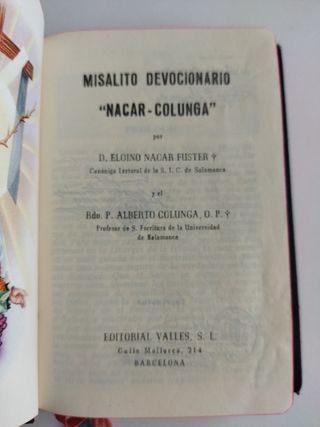 MISALITO DEVOCIONARIO
"NACAR-COLUNGA"
por
D. ELOINO NACAR FUSTER †
Canónigo Lectoral de la S. I. C. de Salamanca
y el
Rdo. P. ALBERTO COLUNGA, O. P. †
Profesor de S. Escritura de la Universidad
de Salamanca
EDITORIAL VALLES, S. L.
Calle Mallorca, 214
BARCELONA